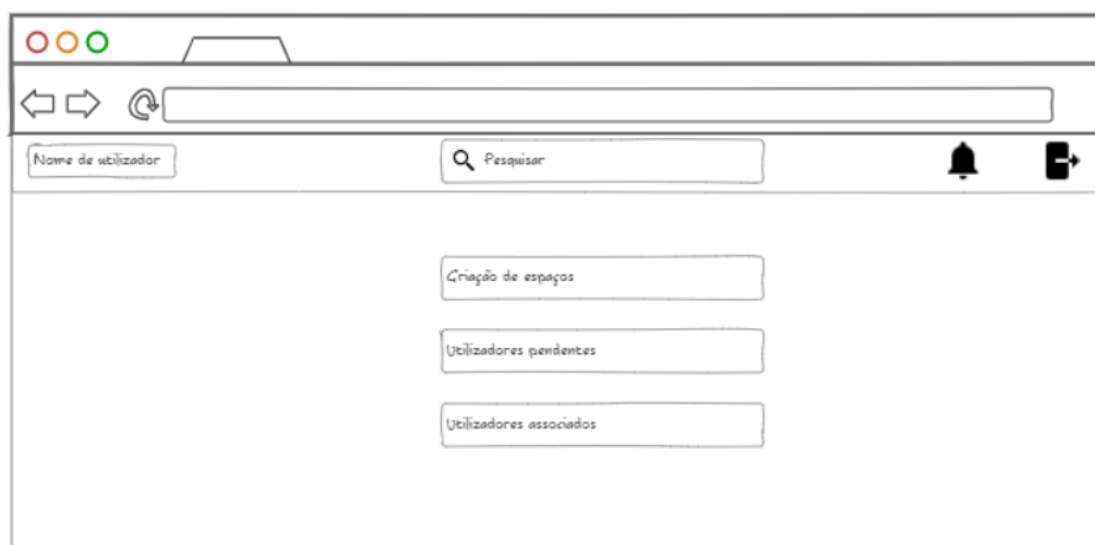 Nome de utilizador
Pesquisar
Criação de espaços
Utilizadores pendentes
Utilizadores associados